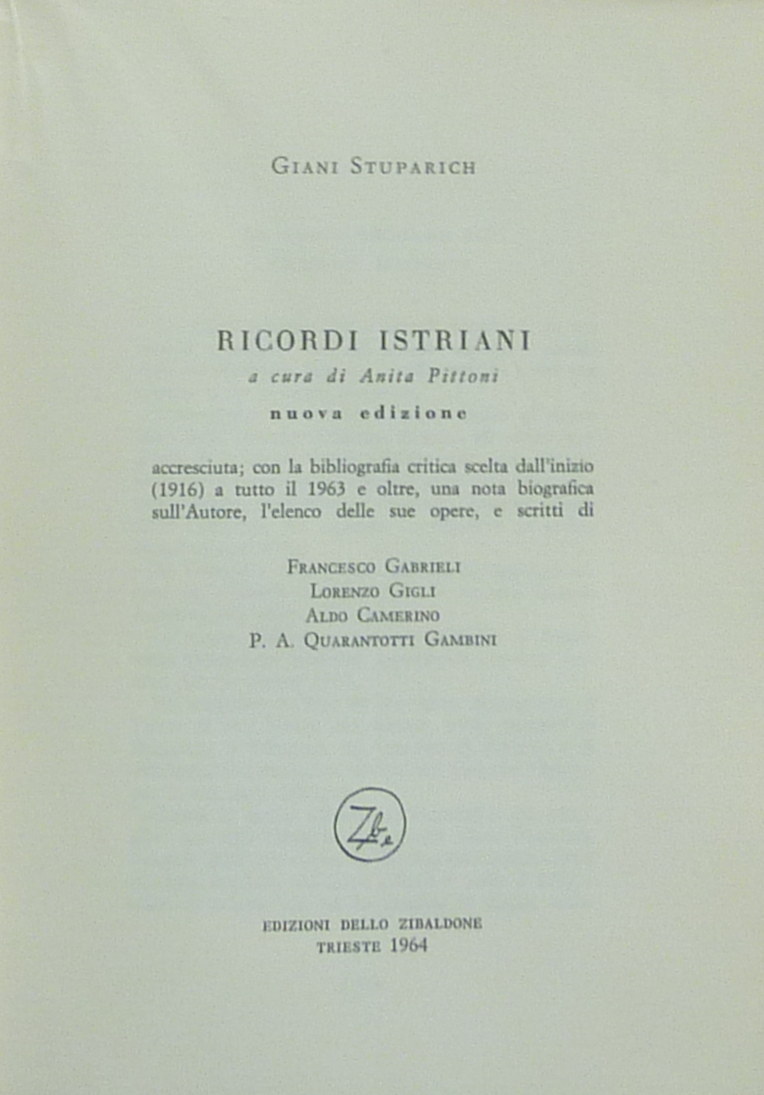 GIANI STUPARICH
RICORDI ISTRIANI
a cura di Anita Pittoni
nuova edizione
accresciuta; con la bibliografia critica scelta dall'inizio
(1916) a tutto il 1963 e oltre, una nota biografica
sull'Autore, l'elenco delle sue opere, e scritti di
FRANCESCO GABRIELI
LORENZO GIGLI
ALDO CAMERINO
P. A. QUARANTOTTI GAMBINI
Zbe
EDIZIONI DELLO ZIBALDONE
TRIESTE 1964